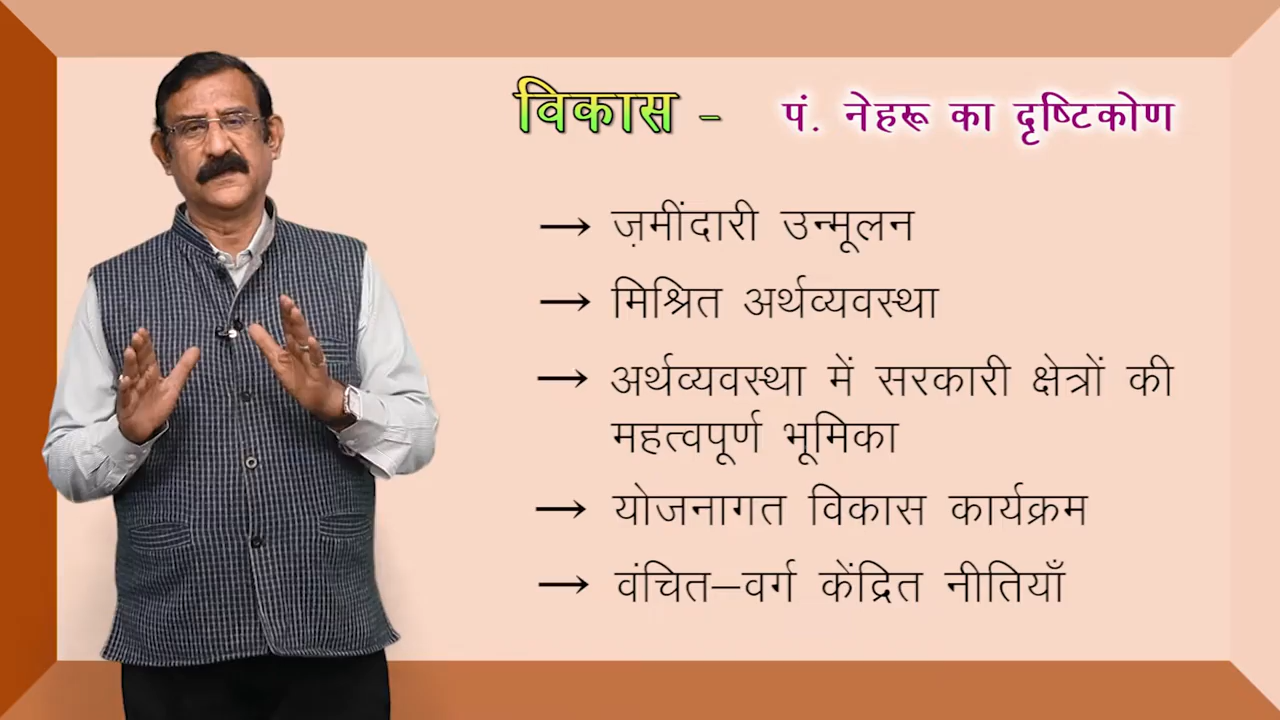 विकास - पं. नेहरू का दृष्टिकोण
→ ज़मींदारी उन्मूलन
→ मिश्रित अर्थव्यवस्था
→ अर्थव्यवस्था में सरकारी क्षेत्रों की
महत्वपूर्ण भूमिका
→ योजनागत विकास कार्यक्रम
→ वंचित–वर्ग केंद्रित नीतियाँ